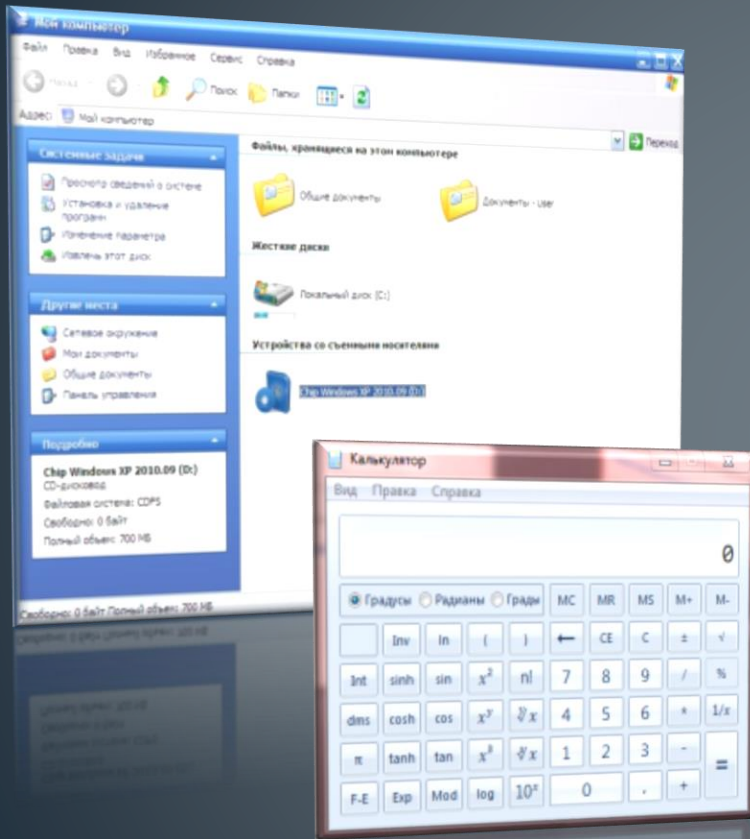 Мой компьютер
Файл Правка Вид Избранное Сервис Справка
Назад Поиск Папки
Адрес: Мой компьютер Переход
Системные задачи
Просмотр сведений о системе
Установка и удаление
программ
Изменение параметра
Извлечь этот диск
Другие места
Сетевое окружение
Мои документы
Общие документы
Панель управления
Подробно
Chip Windows XP 2010.09 (D:)
CD-дисковод
Файловая система: CDFS
Свободно: 0 байт
Полный объем: 700 МБ
Файлы, хранящиеся на этом компьютере
Общие документы
Документы - user
Жесткие диски
Локальный диск (C:)
Устройства со съемными носителями
Chip Windows XP 2010.09 (D:)
Свободно: 0 байт Полный объем: 700 МБ
Калькулятор
Вид Правка Справка
0
Градусы Радианы Грады MC MR MS M+ M-
Inv ln ( ) ← CE C ± √
Int sinh sin x² n! 7 8 9 / %
dms cosh cos xʸ ʸ√x 4 5 6 * 1/x
π tanh tan x³ ³√x 1 2 3 - =
F-E Exp Mod log 10ˣ 0 , +